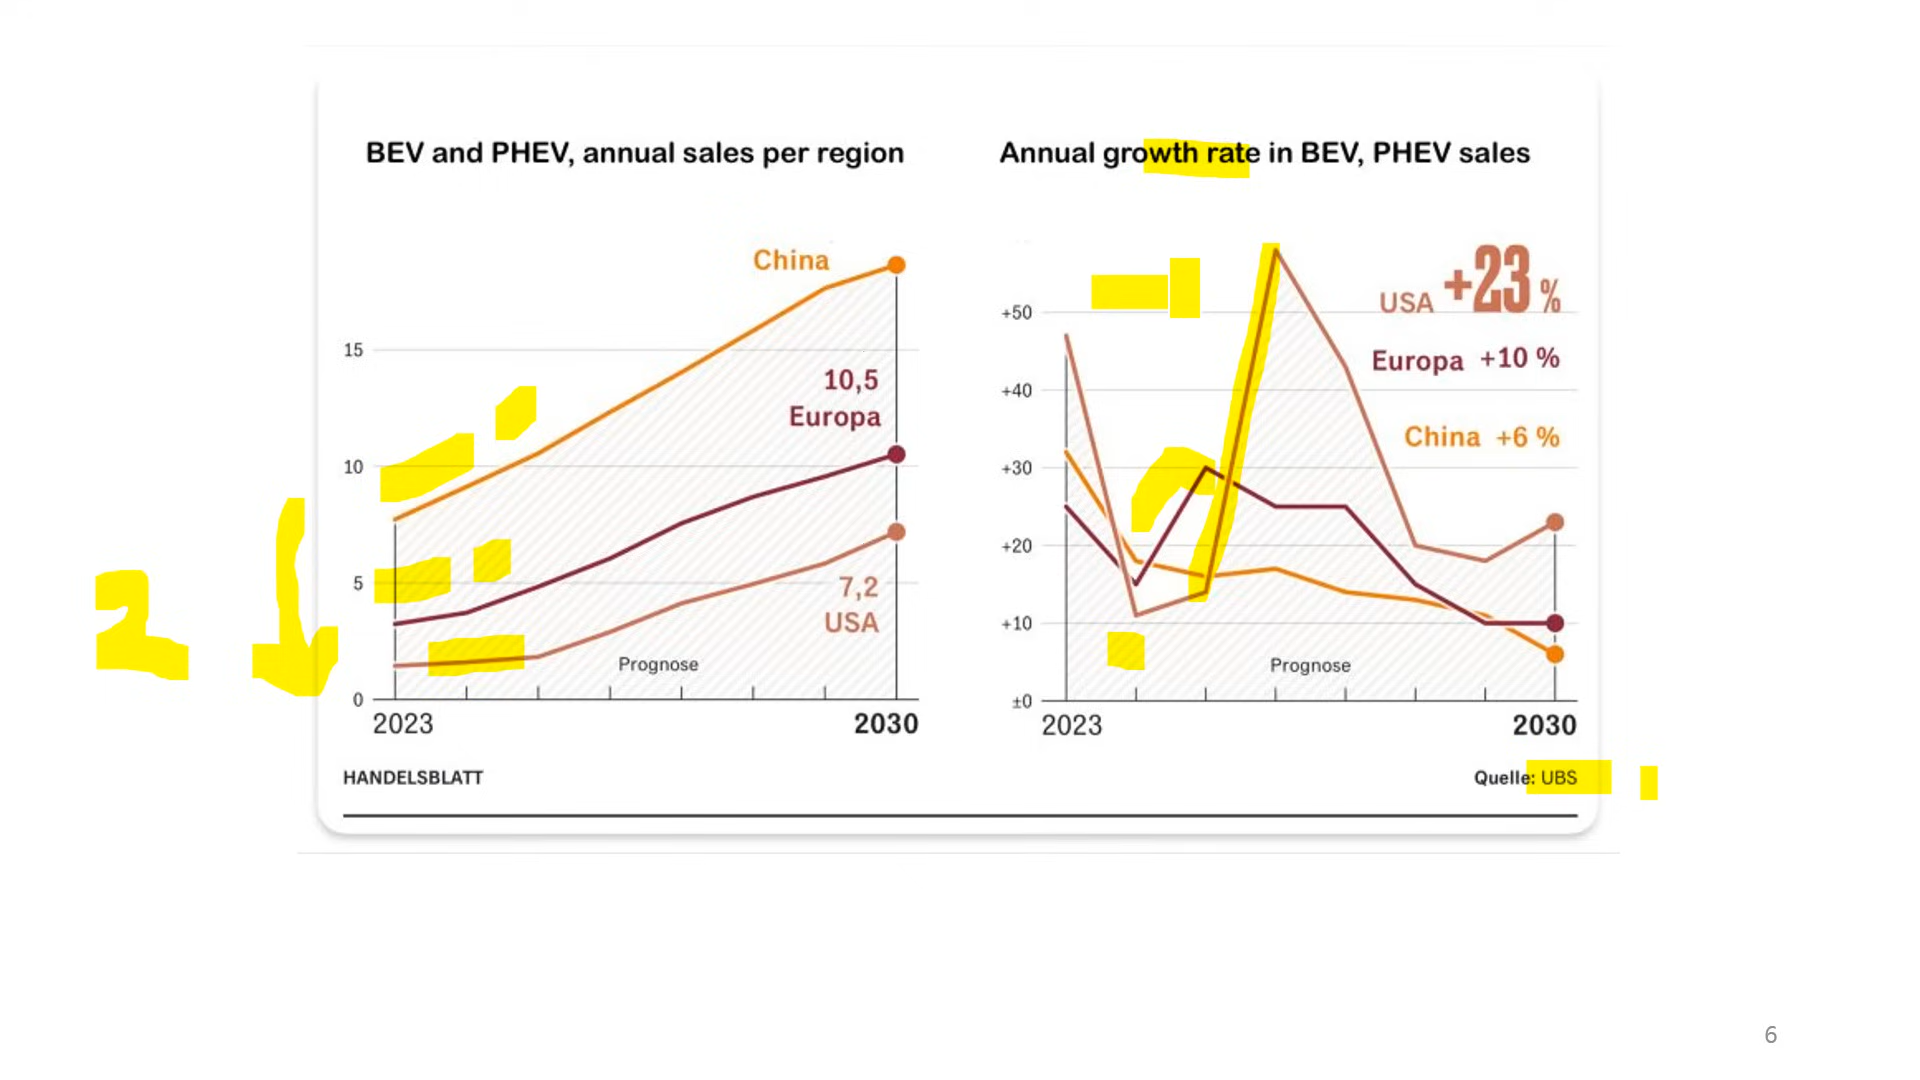 BEV and PHEV, annual sales per region
China
15
10,5
Europa
10
5
7,2
USA
Prognose
0
2023
2030
Annual growth rate in BEV, PHEV sales
USA +23 %
+50
Europa +10 %
+40
China +6 %
+30
+20
+10
Prognose
±0
2023
2030
HANDELSBLATT
Quelle: UBS
2
6